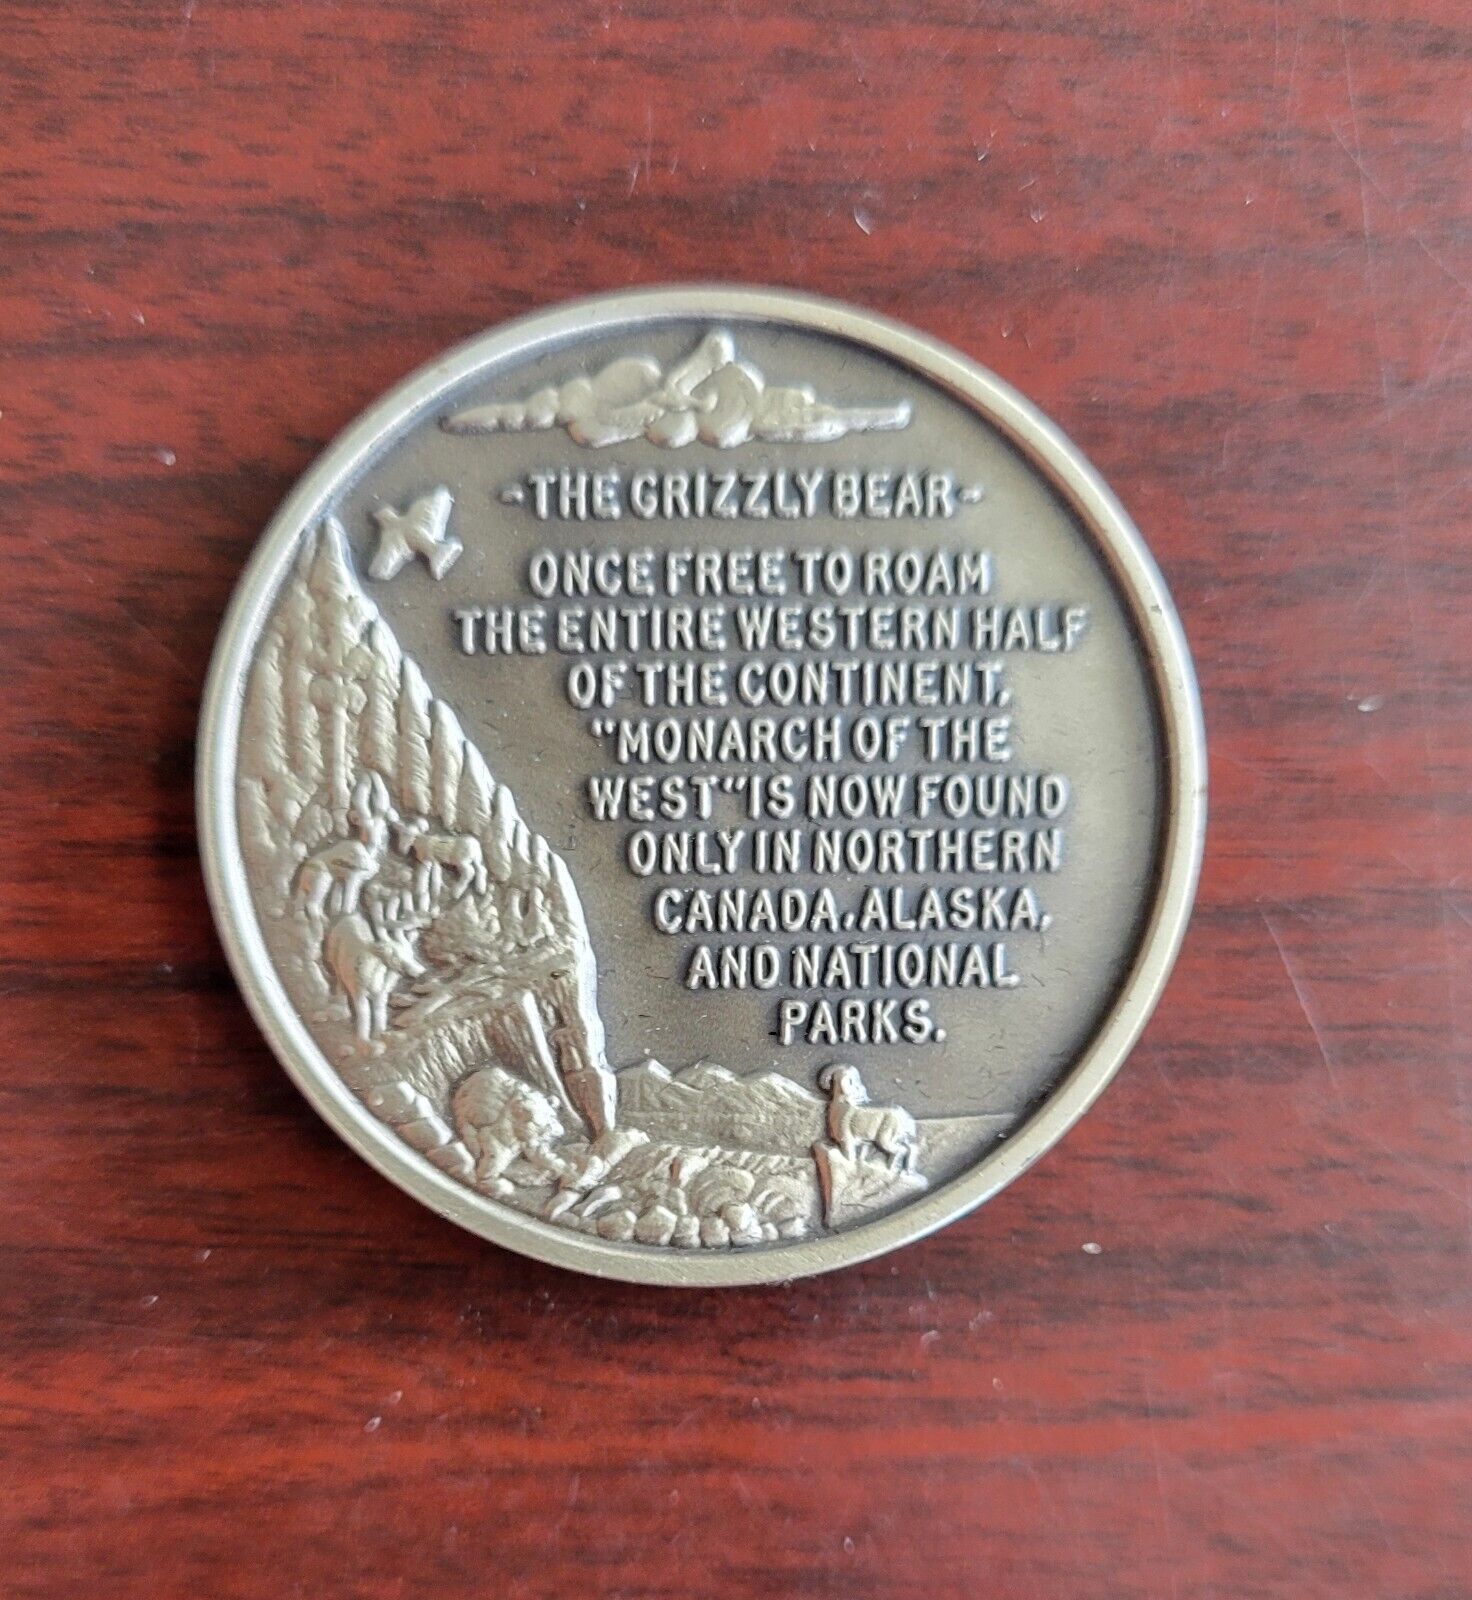 -THE GRIZZLY BEAR-
ONCE FREE TO ROAM
THE ENTIRE WESTERN HALF
OF THE CONTINENT,
"MONARCH OF THE
WEST" IS NOW FOUND
ONLY IN NORTHERN
CANADA, ALASKA,
AND NATIONAL
PARKS.